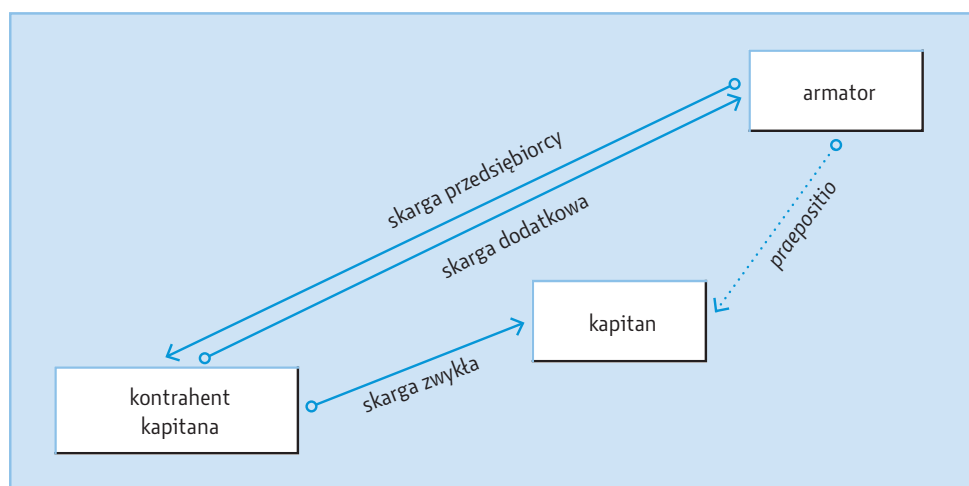 armator
skarga przedsiębiorcy
skarga dodatkowa
praepositio
kapitan
skarga zwykła
kontrahent
kapitana